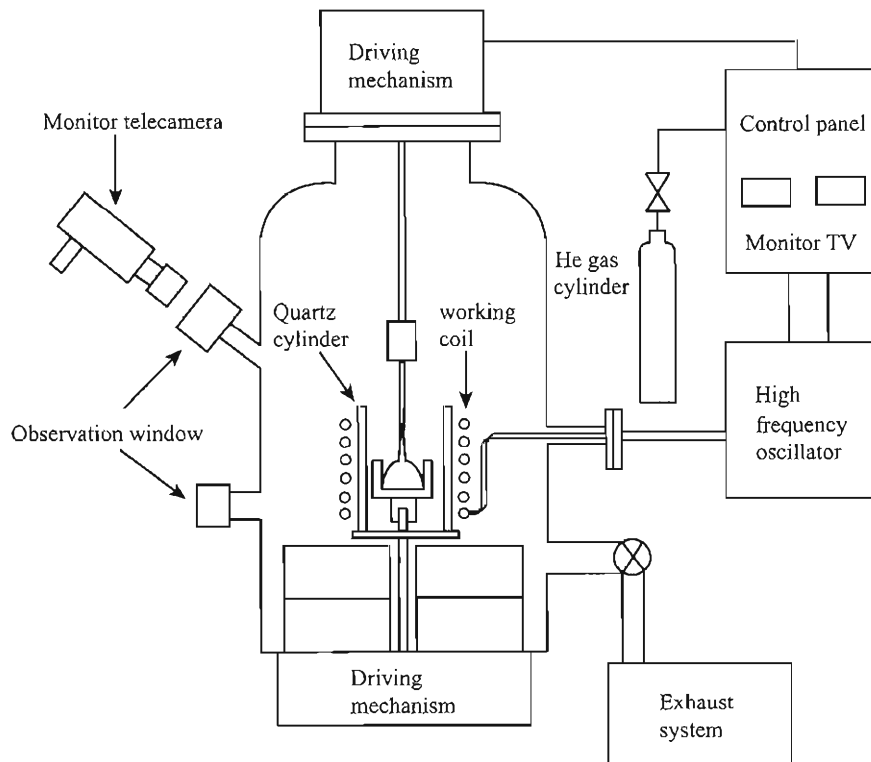 Driving
mechanism
Monitor telecamera
Control panel
Monitor TV
He gas
cylinder
Quartz
cylinder
working
coil
High
frequency
oscillator
Observation window
Driving
mechanism
Exhaust
system